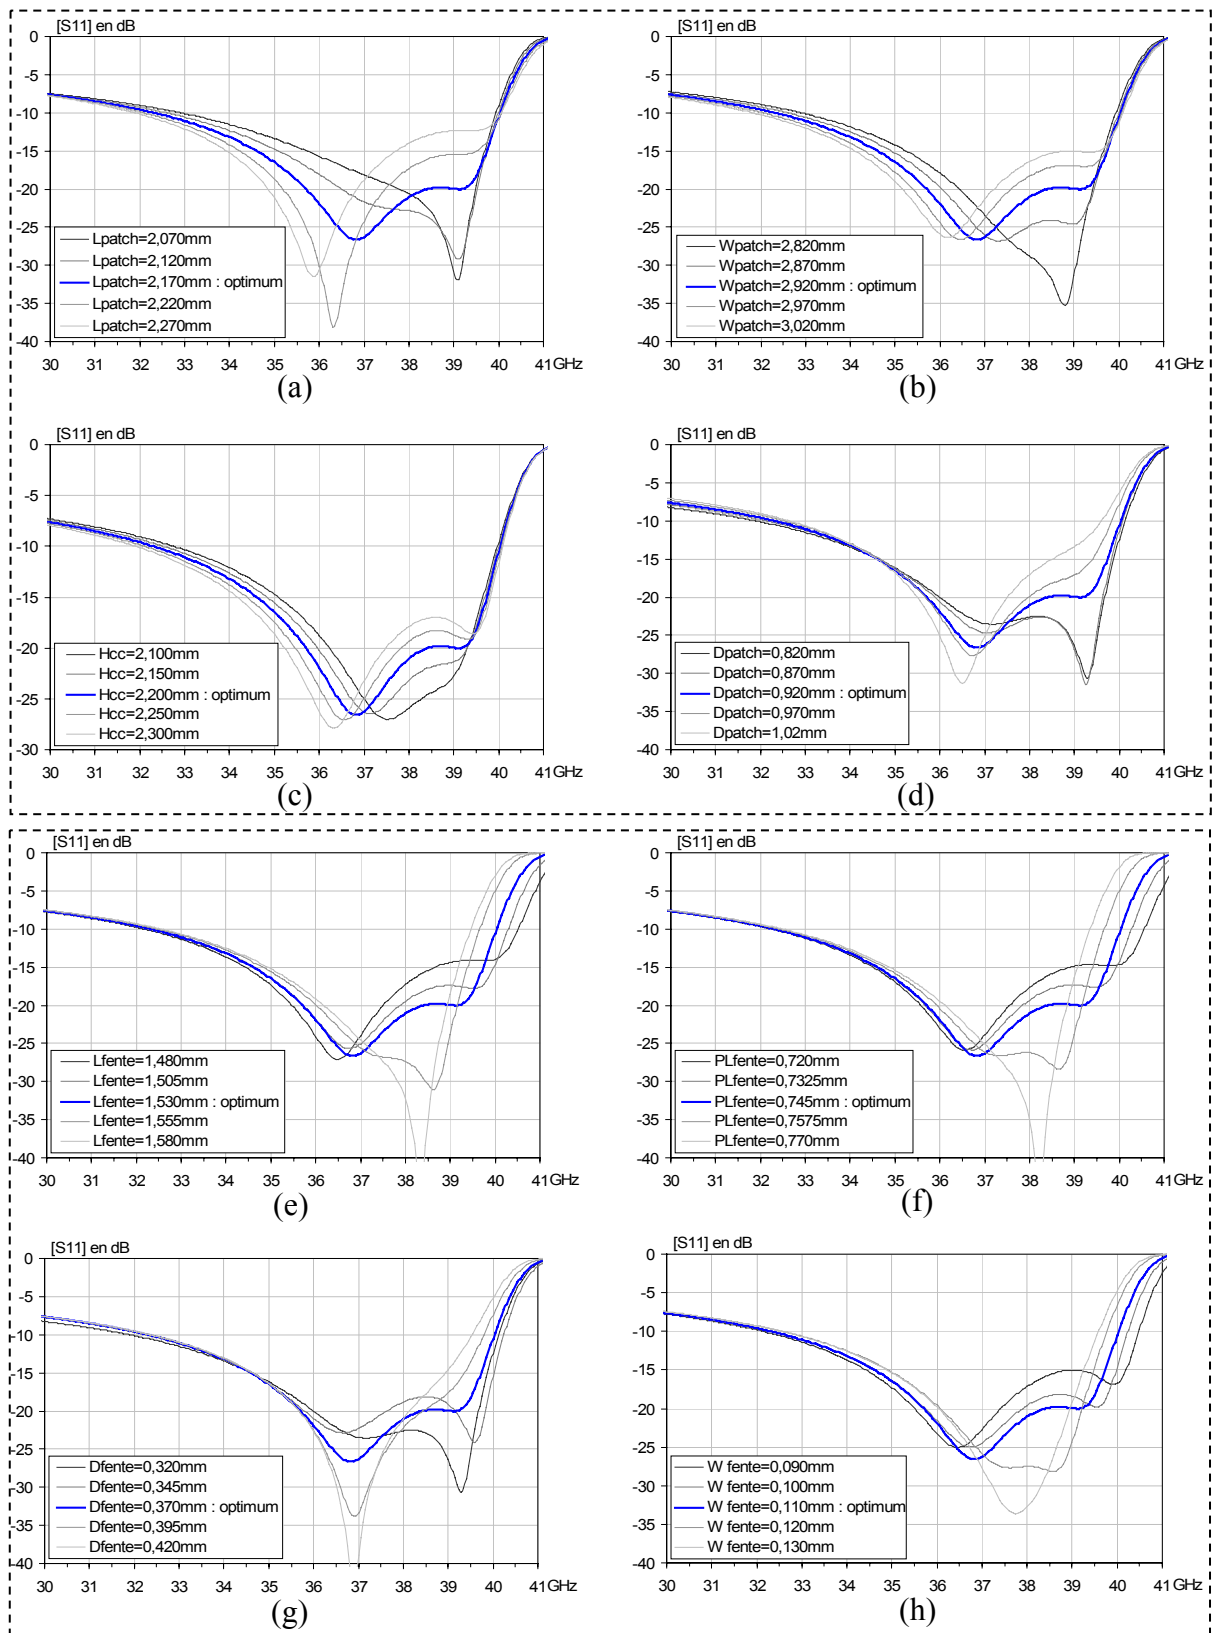 [S11] en dB
0
-5
-10
-15
-20
-25
-30
-35
-40
Lpatch=2,070mm
Lpatch=2,120mm
Lpatch=2,170mm : optimum
Lpatch=2,220mm
Lpatch=2,270mm
30 31 32 33 34 35 36 37 38 39 40 41 GHz
(a)
[S11] en dB
0
-5
-10
-15
-20
-25
-30
-35
-40
Wpatch=2,820mm
Wpatch=2,870mm
Wpatch=2,920mm : optimum
Wpatch=2,970mm
Wpatch=3,020mm
30 31 32 33 34 35 36 37 38 39 40 41 GHz
(b)
[S11] en dB
0
-5
-10
-15
-20
-25
-30
Hcc=2,100mm
Hcc=2,150mm
Hcc=2,200mm : optimum
Hcc=2,250mm
Hcc=2,300mm
30 31 32 33 34 35 36 37 38 39 40 41 GHz
(c)
[S11] en dB
0
-5
-10
-15
-20
-25
-30
-35
-40
Dpatch=0,820mm
Dpatch=0,870mm
Dpatch=0,920mm : optimum
Dpatch=0,970mm
Dpatch=1,02mm
30 31 32 33 34 35 36 37 38 39 40 41 GHz
(d)
[S11] en dB
0
-5
-10
-15
-20
-25
-30
-35
-40
Lfente=1,480mm
Lfente=1,505mm
Lfente=1,530mm : optimum
Lfente=1,555mm
Lfente=1,580mm
30 31 32 33 34 35 36 37 38 39 40 41 GHz
(e)
[S11] en dB
0
-5
-10
-15
-20
-25
-30
-35
-40
PLfente=0,720mm
PLfente=0,7325mm
PLfente=0,745mm : optimum
PLfente=0,7575mm
PLfente=0,770mm
30 31 32 33 34 35 36 37 38 39 40 41 GHz
(f)
[S11] en dB
0
-5
-10
-15
-20
-25
-30
-35
-40
Dfente=0,320mm
Dfente=0,345mm
Dfente=0,370mm : optimum
Dfente=0,395mm
Dfente=0,420mm
30 31 32 33 34 35 36 37 38 39 40 41 GHz
(g)
[S11] en dB
0
-5
-10
-15
-20
-25
-30
-35
-40
W fente=0,090mm
W fente=0,100mm
W fente=0,110mm : optimum
W fente=0,120mm
W fente=0,130mm
30 31 32 33 34 35 36 37 38 39 40 41 GHz
(h)